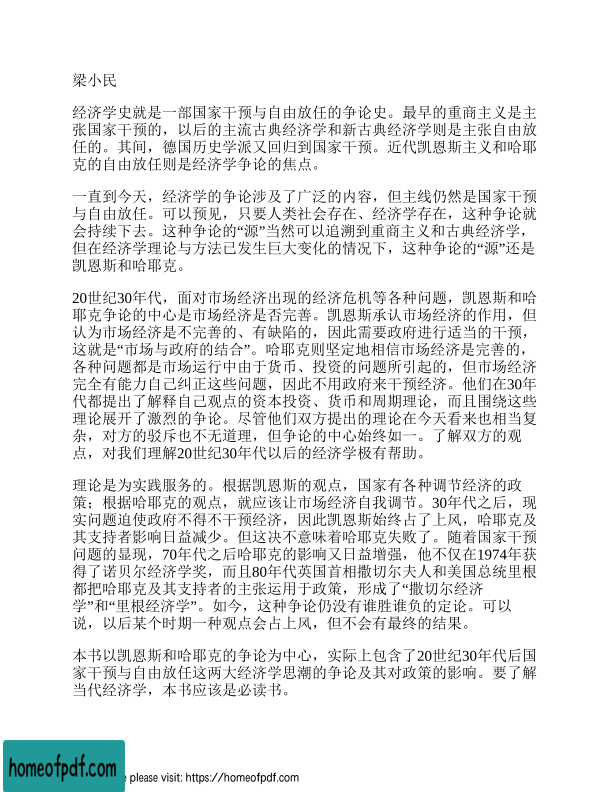 梁小民
经济学史就是一部国家干预与自由放任的争论史。最早的重商主义是主
张国家干预的，以后的主流古典经济学和新古典经济学则是主张自由放
任的。其间，德国历史学派又回归到国家干预。近代凯恩斯主义和哈耶
克的自由放任则是经济学争论的焦点。
一直到今天，经济学的争论涉及了广泛的内容，但主线仍然是国家干预
与自由放任。可以预见，只要人类社会存在、经济学存在，这种争论就
会持续下去。这种争论的“源”当然可以追溯到重商主义和古典经济学，
但在经济学理论与方法已发生巨大变化的情况下，这种争论的“源”还是
凯恩斯和哈耶克。
20世纪30年代，面对市场经济出现的经济危机等各种问题，凯恩斯和哈
耶克争论的中心是市场经济是否完善。凯恩斯承认市场经济的作用，但
认为市场经济是不完善的、有缺陷的，因此需要政府进行适当的干预，
这就是“市场与政府的结合”。哈耶克则坚定地相信市场经济是完善的，
各种问题都是市场运行中由于货币、投资的问题所引起的，但市场经济
完全有能力自己纠正这些问题，因此不用政府来干预经济。他们在30年
代都提出了解释自己观点的资本投资、货币和周期理论，而且围绕这些
理论展开了激烈的争论。尽管他们双方提出的理论在今天看来也相当复
杂，对方的驳斥也不无道理，但争论的中心始终如一。了解双方的观
点，对我们理解20世纪30年代以后的经济学极有帮助。
理论是为实践服务的。根据凯恩斯的观点，国家有各种调节经济的政
策；根据哈耶克的观点，就应该让市场经济自我调节。30年代之后，现
实问题迫使政府不得不干预经济，因此凯恩斯始终占了上风，哈耶克及
其支持者影响日益减少。但这决不意味着哈耶克失败了。随着国家干预
问题的显现，70年代之后哈耶克的影响又日益增强，他不仅在1974年获
得了诺贝尔经济学奖，而且80年代英国首相撒切尔夫人和美国总统里根
都把哈耶克及其支持者的主张运用于政策，形成了“撒切尔经济
学”和“里根经济学”。如今，这种争论仍没有谁胜谁负的定论。可以
说，以后某个时期一种观点会占上风，但不会有最终的结果。
本书以凯恩斯和哈耶克的争论为中心，实际上包含了20世纪30年代后国
家干预与自由放任这两大经济学思潮的争论及其对政策的影响。要了解
当代经济学，本书应该是必读书。
homeofpdf.com
please visit: https://homeofpdf.com